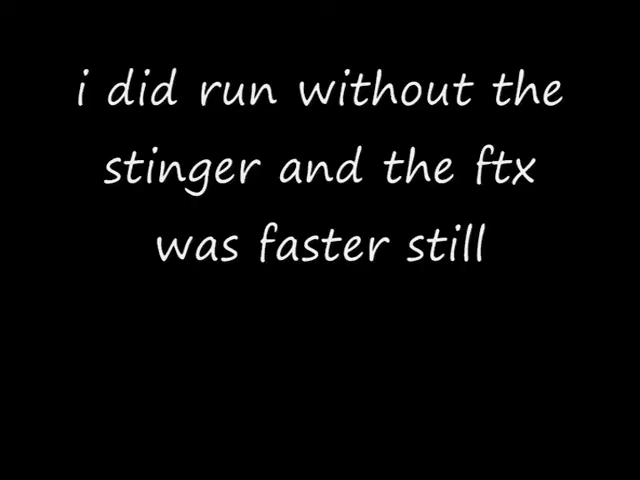 i did run without the
stinger and the ftx
was faster still